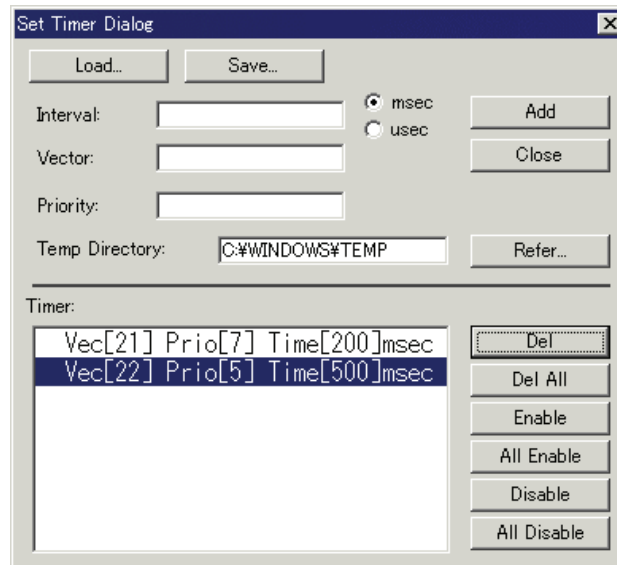 Set Timer Dialog
Load... Save...
Interval: msec Add
usec
Vector: Close
Priority:
Temp Directory: C:¥WINDOWS¥TEMP Refer...
Timer:
Vec[21] Prio[7] Time[200]msec Del
Vec[22] Prio[5] Time[500]msec Del All
Enable
All Enable
Disable
All Disable